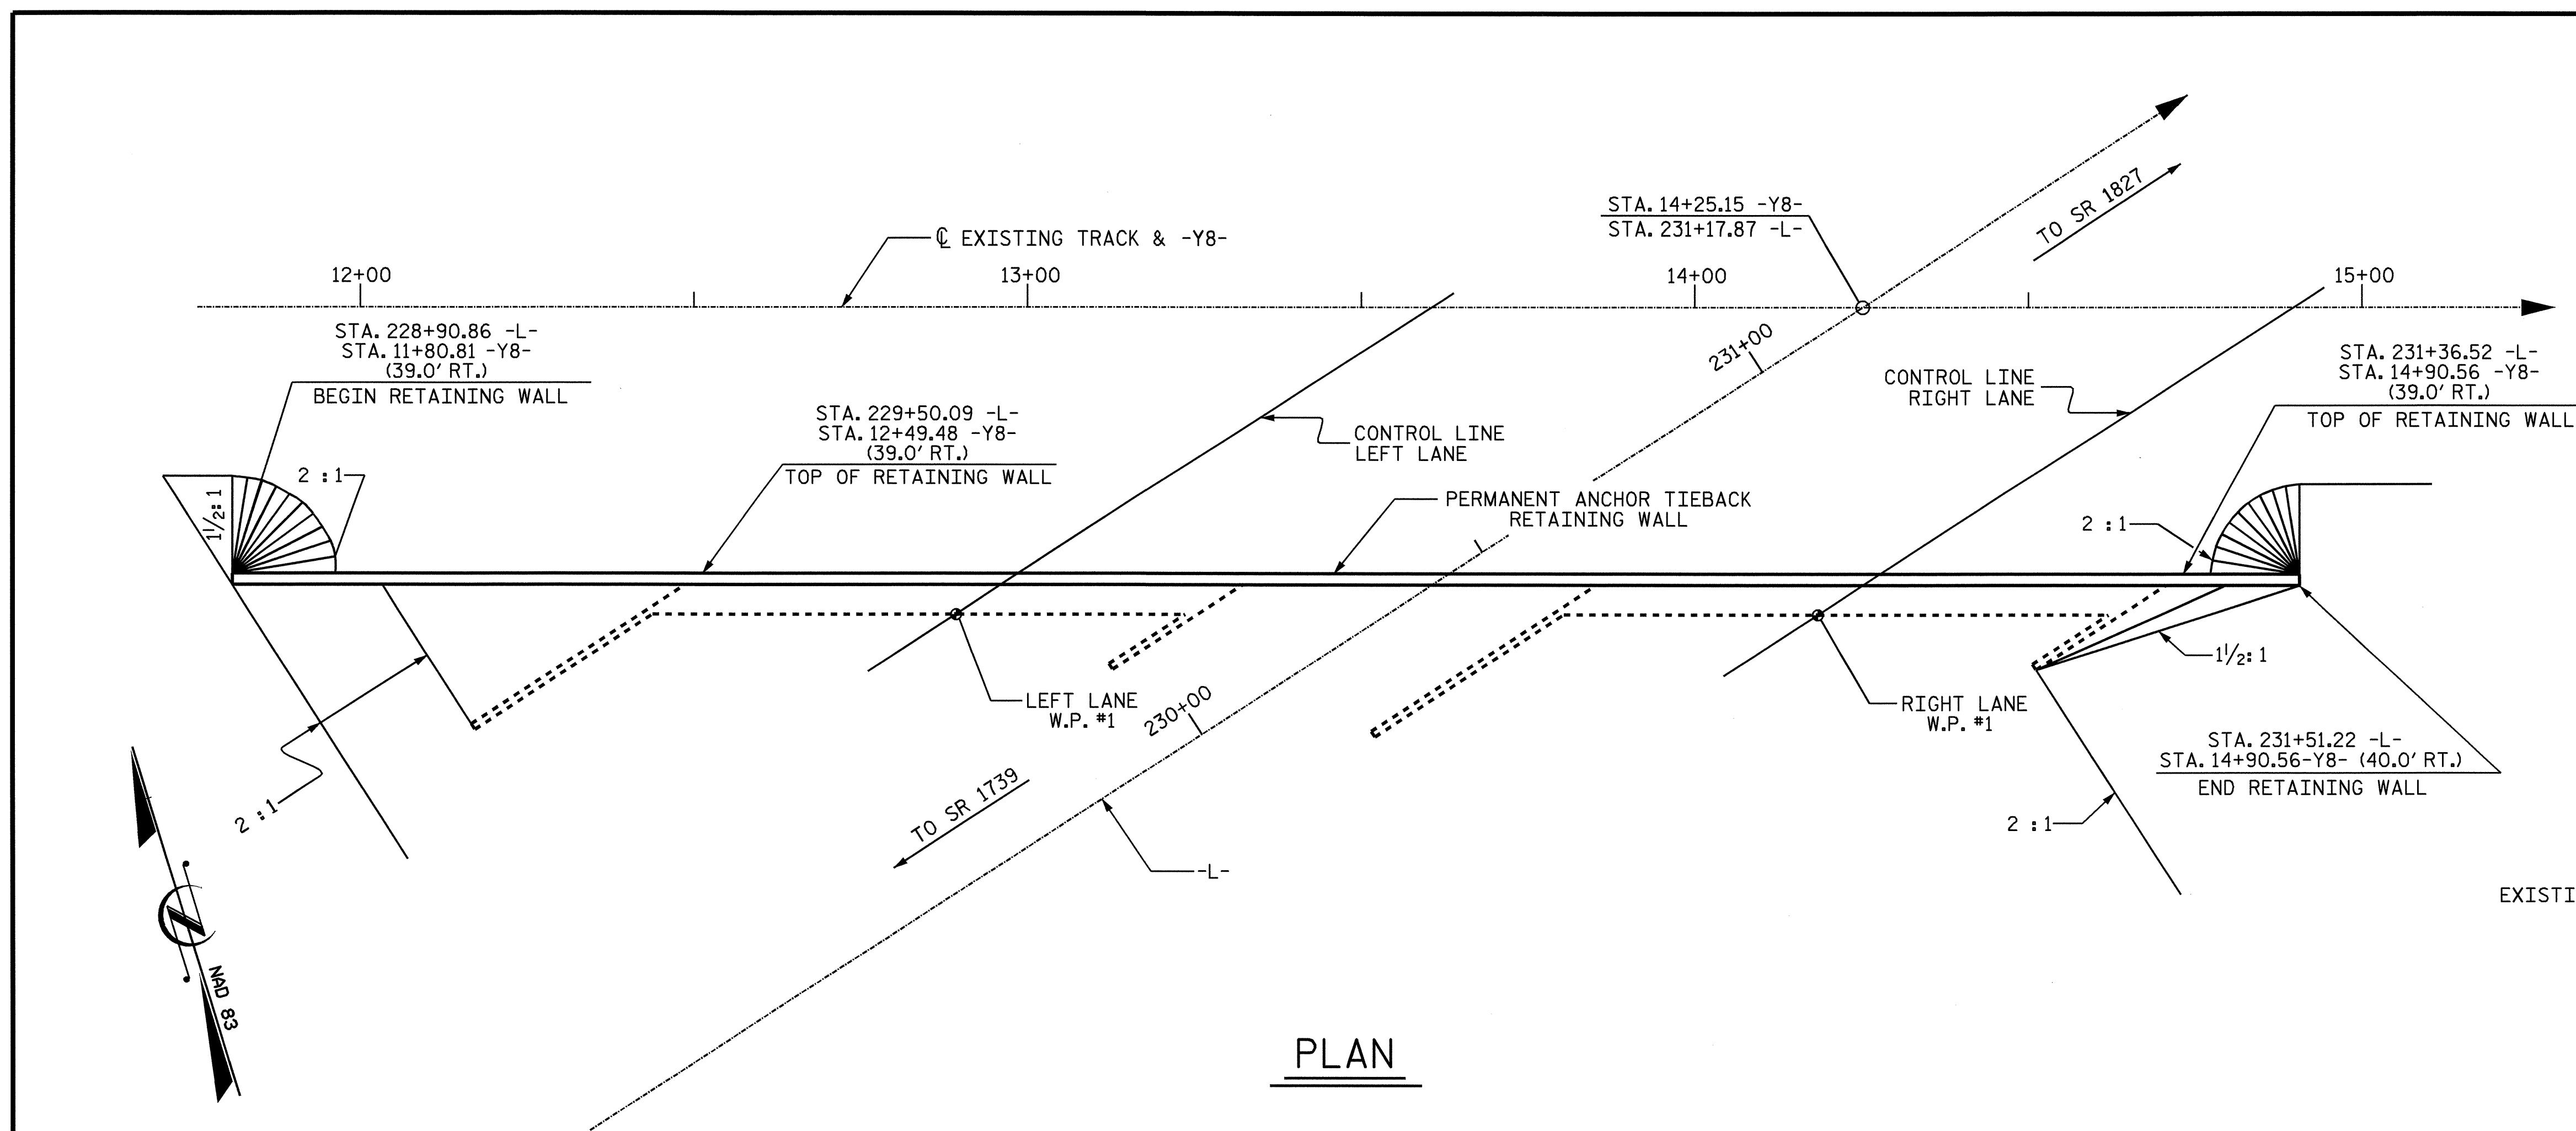 TO SR 1827
STA. 14+25.15 -Y8-
STA. 231+17.87 -L-
℄ EXISTING TRACK & -Y8-
12+00
13+00
14+00
15+00
231+00
STA. 228+90.86 -L-
STA. 11+80.81 -Y8-
(39.0' RT.)
BEGIN RETAINING WALL
STA. 229+50.09 -L-
STA. 12+49.48 -Y8-
(39.0' RT.)
TOP OF RETAINING WALL
CONTROL LINE
LEFT LANE
CONTROL LINE
RIGHT LANE
STA. 231+36.52 -L-
STA. 14+90.56 -Y8-
(39.0' RT.)
TOP OF RETAINING WALL
2 : 1
1½: 1
PERMANENT ANCHOR TIEBACK
RETAINING WALL
2 : 1
1½: 1
LEFT LANE
W.P. #1
230+00
RIGHT LANE
W.P. #1
STA. 231+51.22 -L-
STA. 14+90.56-Y8- (40.0' RT.)
END RETAINING WALL
2 : 1
TO SR 1739
2 : 1
-L-
EXISTI
N
NAD 83
PLAN